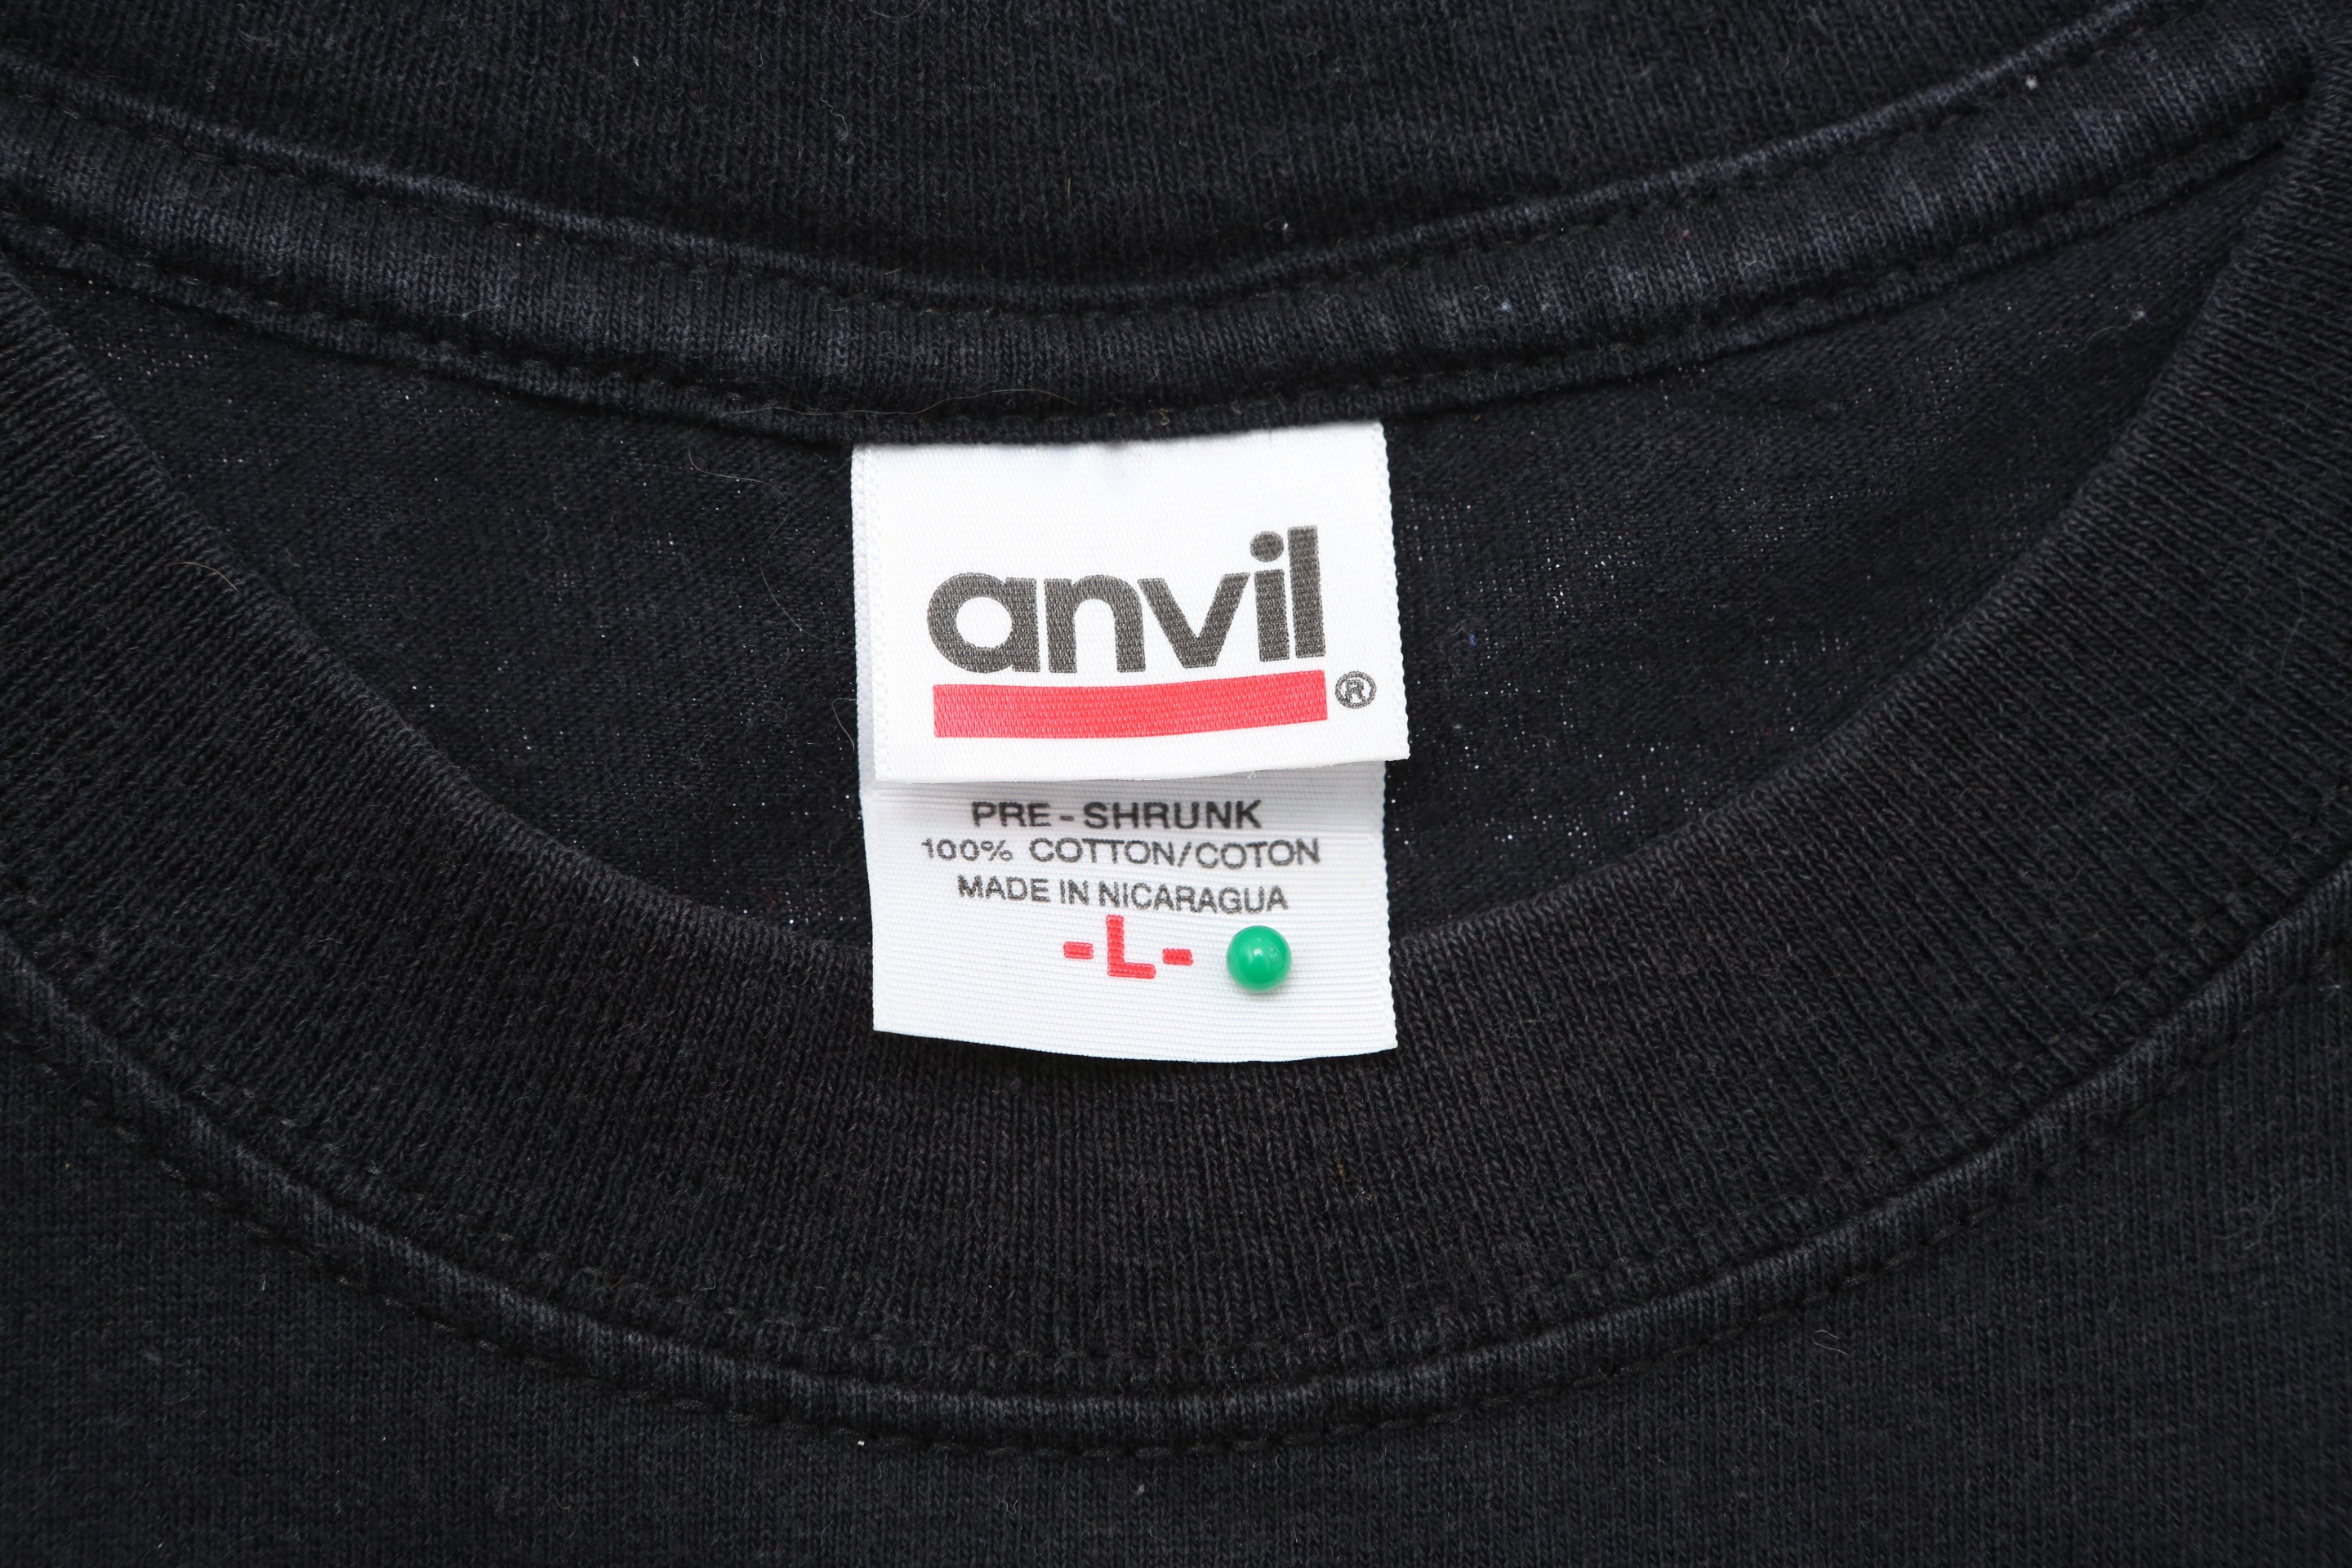 anvil
®
PRE-SHRUNK
100% COTTON/COTON
MADE IN NICARAGUA
-L-